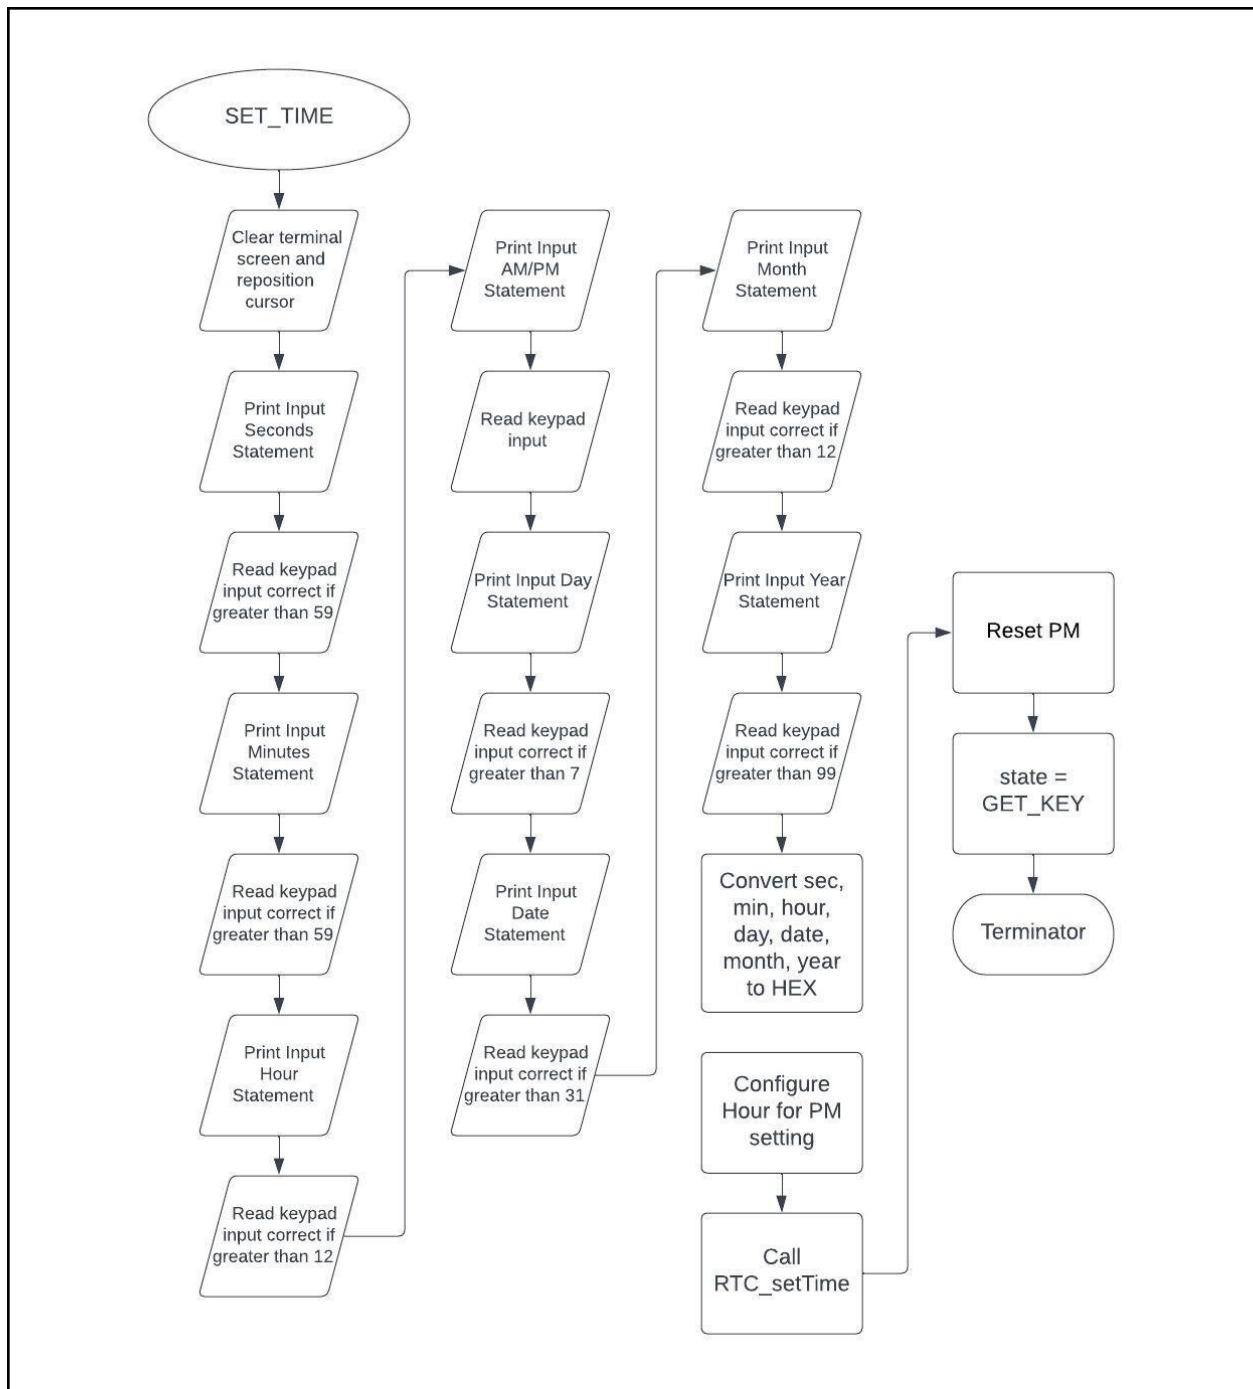 SET_TIME
Clear terminal
screen and
reposition
cursor
Print Input
Seconds
Statement
Read keypad
input correct if
greater than 59
Print Input
Minutes
Statement
Read keypad
input correct if
greater than 59
Print Input
Hour
Statement
Read keypad
input correct if
greater than 12
Print Input
AM/PM
Statement
Read keypad
input
Print Input Day
Statement
Read keypad
input correct if
greater than 7
Print Input
Date
Statement
Read keypad
input correct if
greater than 31
Print Input
Month
Statement
Read keypad
input correct if
greater than 12
Print Input Year
Statement
Read keypad
input correct if
greater than 99
Convert sec,
min, hour,
day, date,
month, year
to HEX
Configure
Hour for PM
setting
Call
RTC_setTime
Reset PM
state =
GET_KEY
Terminator